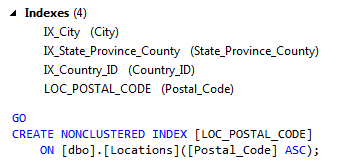 Indexes (4)
IX_City (City)
IX_State_Province_County (State_Province_County)
IX_Country_ID (Country_ID)
LOC_POSTAL_CODE (Postal_Code)
GO
CREATE NONCLUSTERED INDEX [LOC_POSTAL_CODE]
ON [dbo].[Locations]([Postal_Code] ASC);